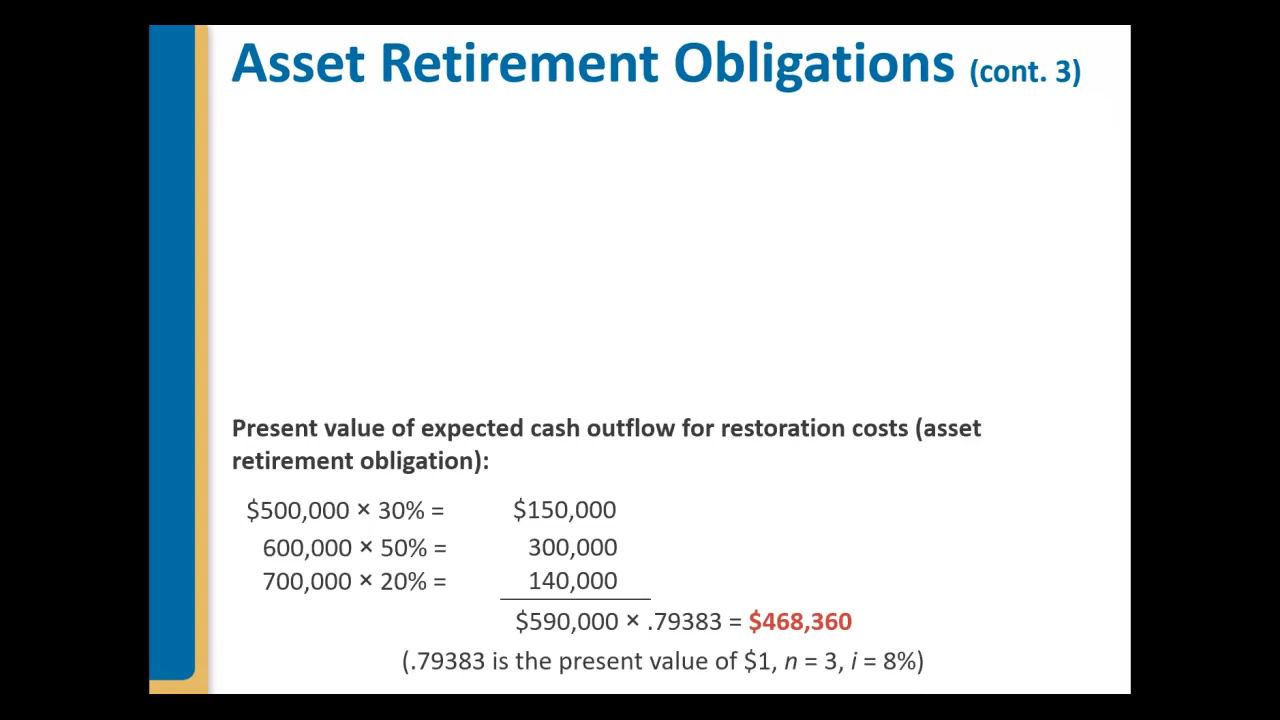 Asset Retirement Obligations (cont. 3)
Present value of expected cash outflow for restoration costs (asset
retirement obligation):
$500,000 × 30% = $150,000
600,000 × 50% = 300,000
700,000 × 20% = 140,000
$590,000 × .79383 = $468,360
(.79383 is the present value of $1, n = 3, i = 8%)